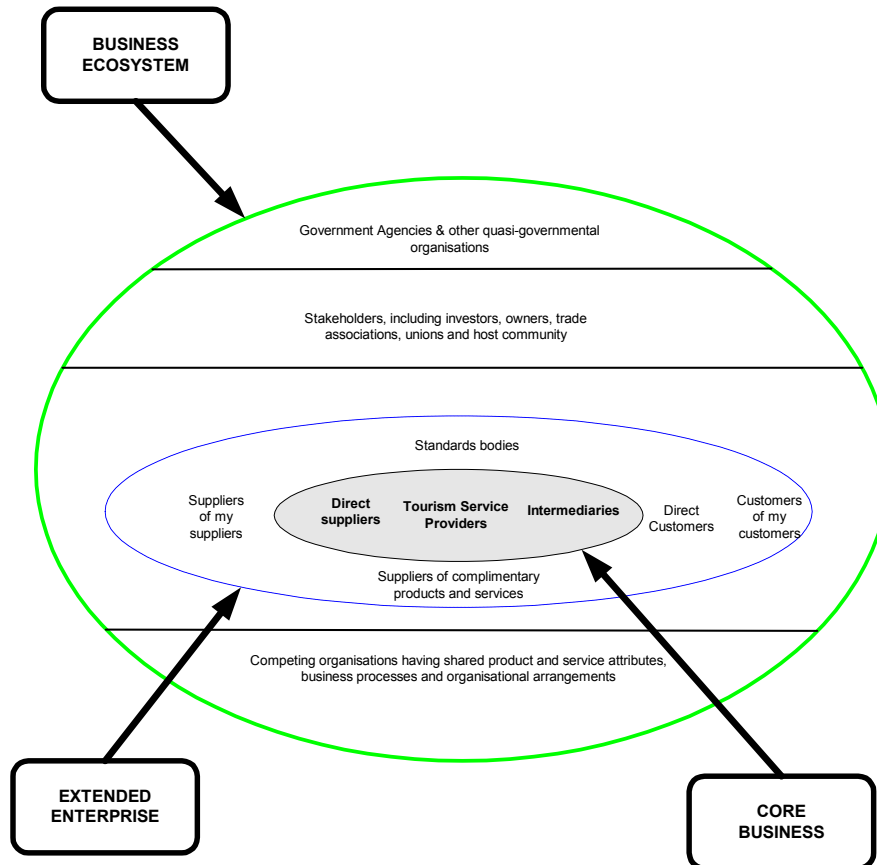 BUSINESS
ECOSYSTEM
Government Agencies & other quasi-governmental
organisations
Stakeholders, including investors, owners, trade
associations, unions and host community
Standards bodies
Suppliers
of my
suppliers
Direct
suppliers
Tourism Service
Providers
Intermediaries
Direct
Customers
Customers
of my
customers
Suppliers of complimentary
products and services
Competing organisations having shared product and service attributes,
business processes and organisational arrangements
EXTENDED
ENTERPRISE
CORE
BUSINESS